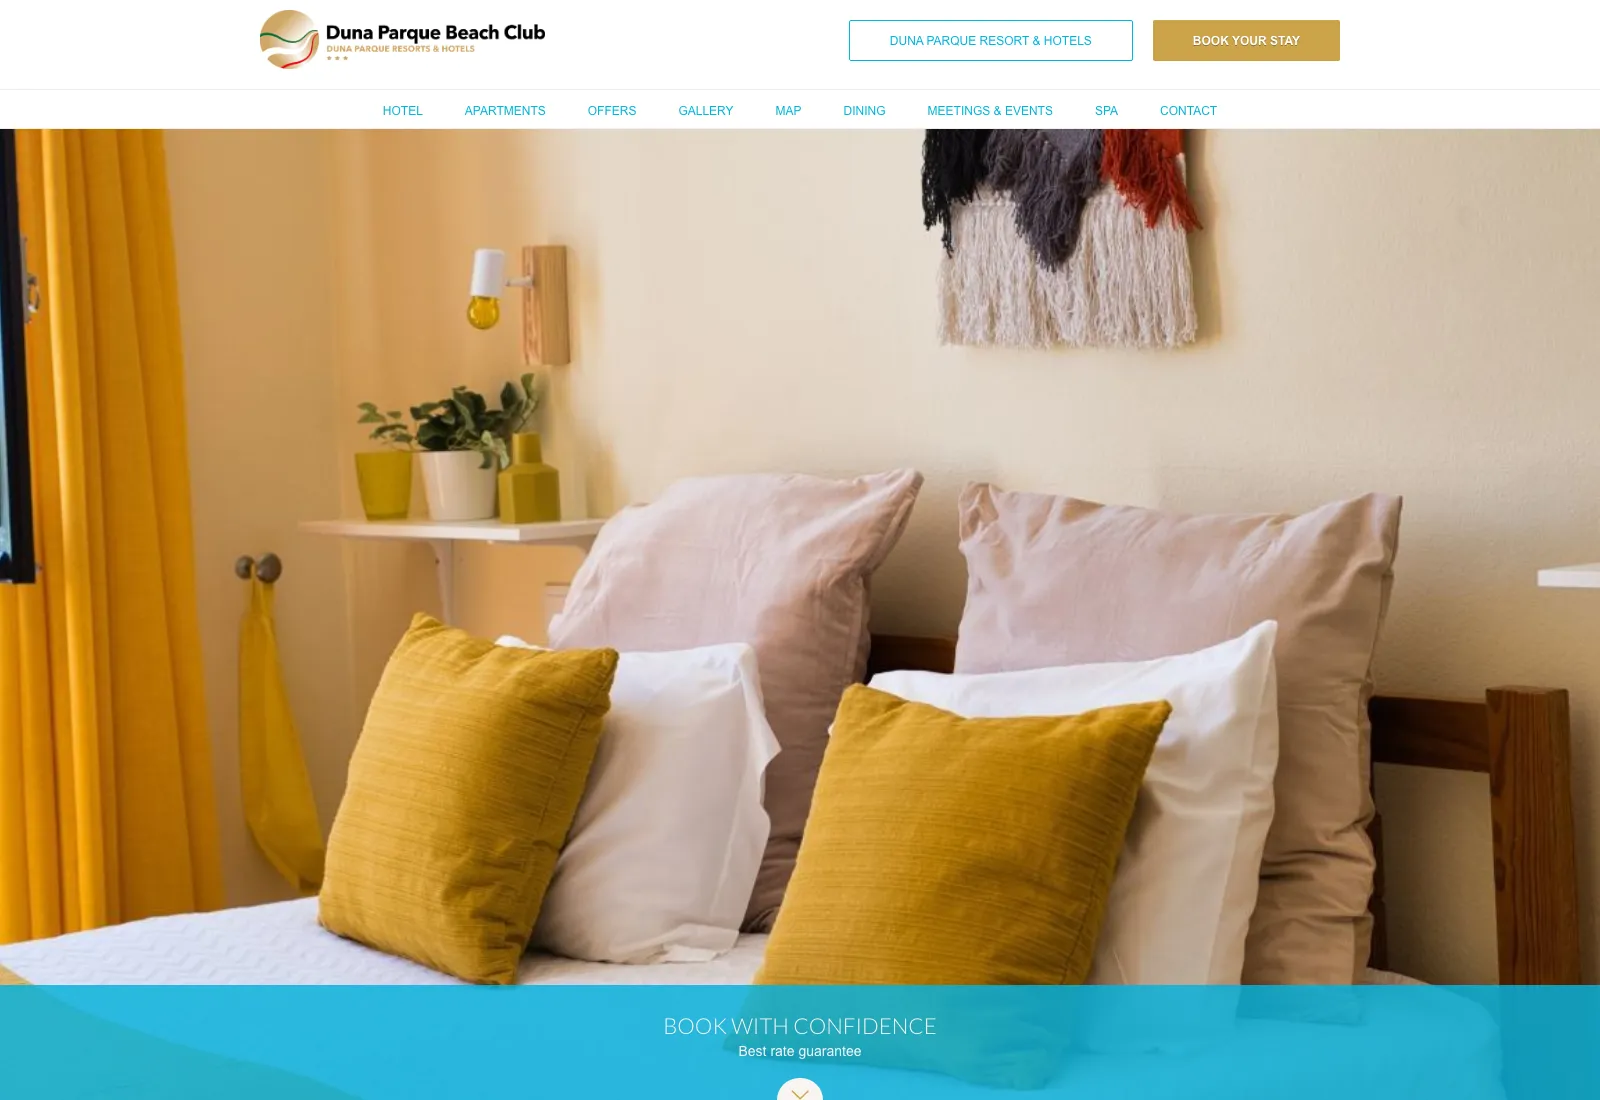 Duna Parque Beach Club
DUNA PARQUE RESORTS & HOTELS
DUNA PARQUE RESORT & HOTELS
BOOK YOUR STAY
HOTEL
APARTMENTS
OFFERS
GALLERY
MAP
DINING
MEETINGS & EVENTS
SPA
CONTACT
BOOK WITH CONFIDENCE
Best rate guarantee